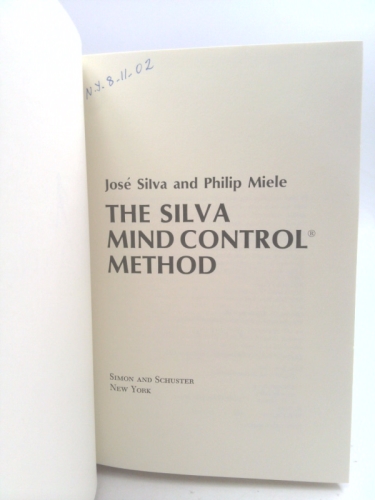 N.Y. 8-11-02
José Silva and Philip Miele
THE SILVA
MIND CONTROL®
METHOD
SIMON AND SCHUSTER
NEW YORK